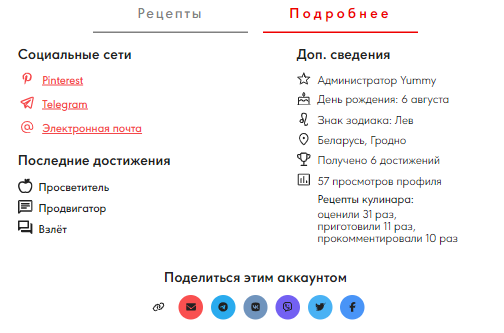 Рецепты
Подробнее
Социальные сети
Pinterest
Telegram
Электронная почта
Последние достижения
Просветитель
Продвигатор
Взлёт
Доп. сведения
Администратор Yummy
День рождения: 6 августа
Знак зодиака: Лев
Беларусь, Гродно
Получено 6 достижений
57 просмотров профиля
Рецепты кулинара:
оценили 31 раз,
приготовили 11 раз,
прокомментировали 10 раз
Поделиться этим аккаунтом